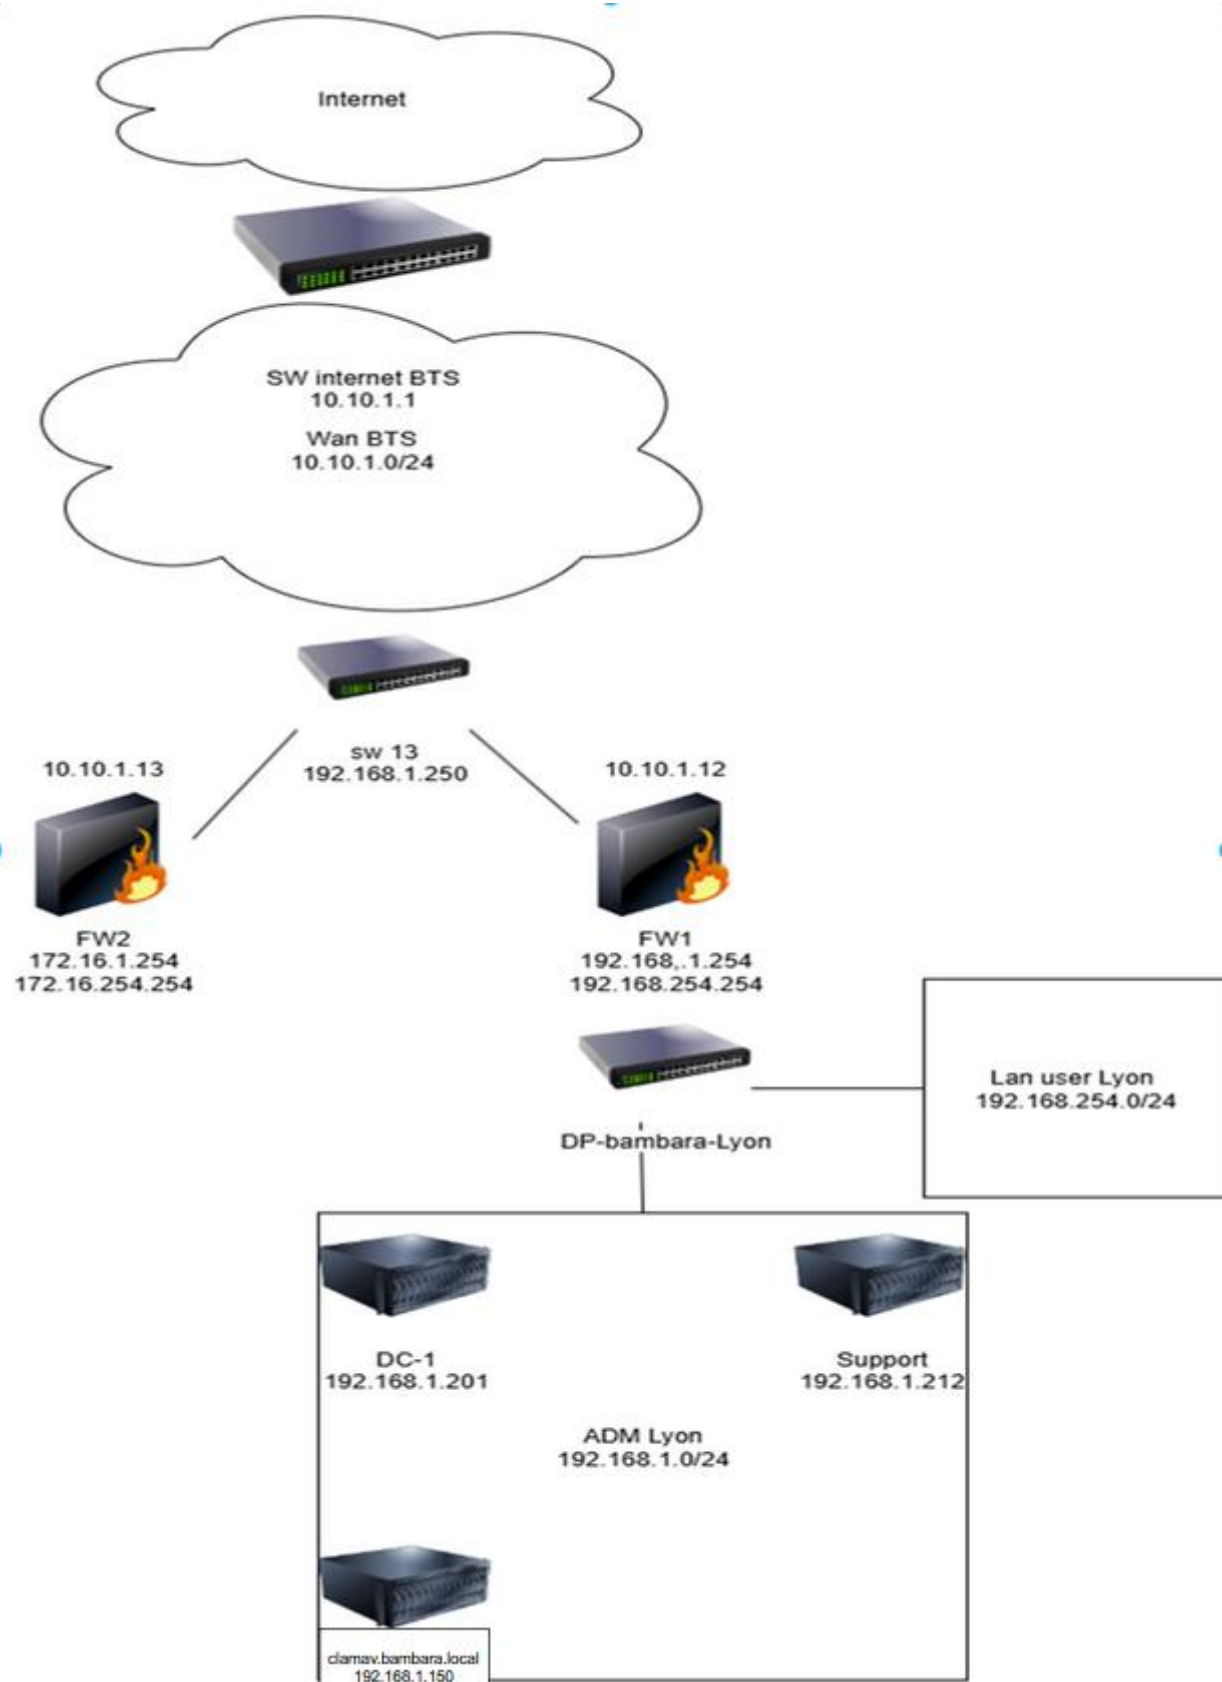 Internet
SW internet BTS
10.10.1.1
Wan BTS
10.10.1.0/24
sw 13
192.168.1.250
10.10.1.13
10.10.1.12
FW2
172.16.1.254
172.16.254.254
FW1
192.168,.1.254
192.168.254.254
Lan user Lyon
192.168.254.0/24
DP-bambara-Lyon
DC-1
192.168.1.201
Support
192.168.1.212
ADM Lyon
192.168.1.0/24
clamav.bambara.local
192.168.1.150